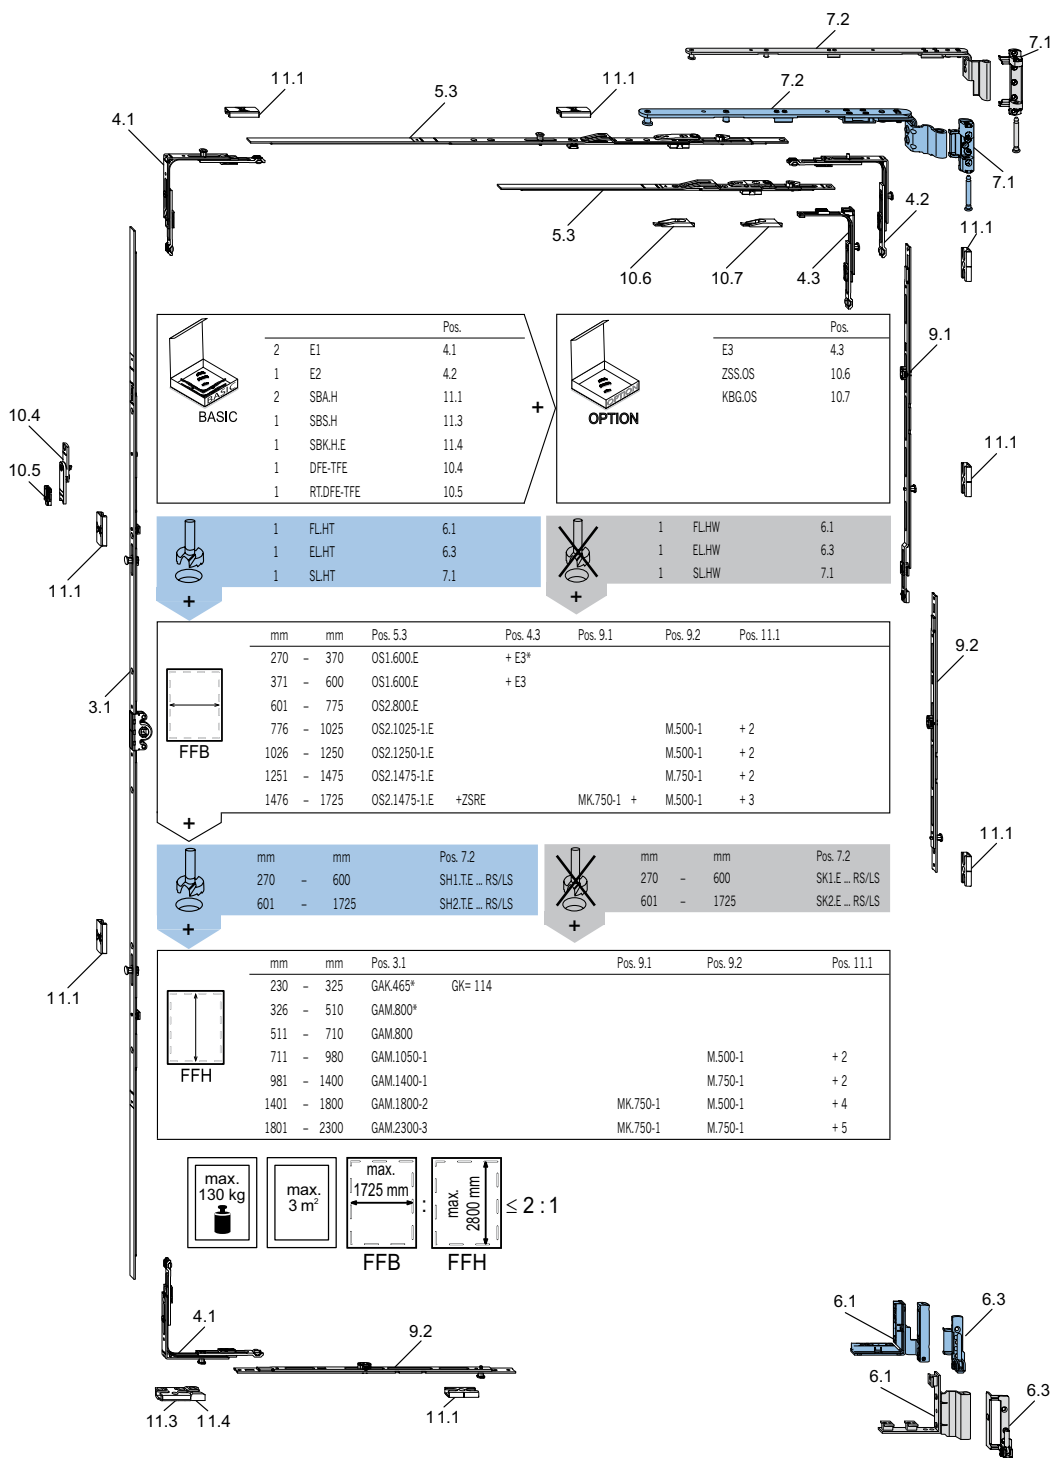 7.2
7.1
11.1
11.1
7.2
5.3
4.1
7.1
5.3
4.2
11.1
10.6
10.7
4.3
9.1
Pos.
2 E1 4.1
1 E2 4.2
2 SBA.H 11.1
1 SBS.H 11.3
1 SBK.H.E 11.4
1 DFE-TFE 10.4
1 RT.DFE-TFE 10.5
BASIC
BASIC
+
Pos.
E3 4.3
ZSS.OS 10.6
KBG.OS 10.7
OPTION
OPTION
10.4
10.5
11.1
11.1
1 FL.HT 6.1
1 EL.HT 6.3
1 SL.HT 7.1
+
1 FL.HW 6.1
1 EL.HW 6.3
1 SL.HW 7.1
+
9.2
3.1
mm mm Pos. 5.3 Pos. 4.3 Pos. 9.1 Pos. 9.2 Pos. 11.1
270 – 370 OS1.600.E + E3*
371 – 600 OS1.600.E + E3
601 – 775 OS2.800.E
776 – 1025 OS2.1025-1.E M.500-1 + 2
1026 – 1250 OS2.1250-1.E M.500-1 + 2
1251 – 1475 OS2.1475-1.E M.750-1 + 2
1476 – 1725 OS2.1475-1.E +ZSRE MK.750-1 + M.500-1 + 3
FFB
+
11.1
mm mm Pos. 7.2
270 – 600 SH1.T.E ... RS/LS
601 – 1725 SH2.T.E ... RS/LS
+
mm mm Pos. 7.2
270 – 600 SK1.E ... RS/LS
601 – 1725 SK2.E ... RS/LS
+
11.1
mm mm Pos. 3.1 Pos. 9.1 Pos. 9.2 Pos. 11.1
230 – 325 GAK.465* GK= 114
326 – 510 GAM.800*
511 – 710 GAM.800
711 – 980 GAM.1050-1 M.500-1 + 2
981 – 1400 GAM.1400-1 M.750-1 + 2
1401 – 1800 GAM.1800-2 MK.750-1 M.500-1 + 4
1801 – 2300 GAM.2300-3 MK.750-1 M.750-1 + 5
FFH
max.
130 kg
max.
3 m²
max.
1725 mm
FFB
:
max.
2800 mm
FFH
≤ 2 : 1
4.1
9.2
11.3
11.4
11.1
6.1
6.3
6.1
6.3